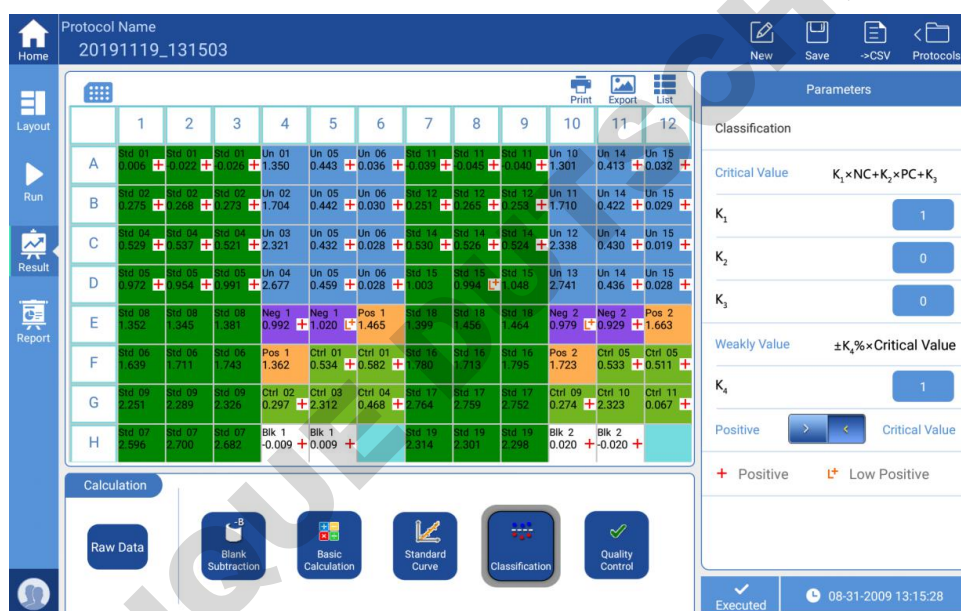 Protocol Name
20191119_131503
Home
New
Save
->CSV
Protocols
Layout
Run
Result
Report
Print
Export
List
1 2 3 4 5 6 7 8 9 10 11 12
A
Std 01 Std 01 Std 01 Un 01 Un 05 Un 06 Std 11 Std 11 Std 11 Un 10 Un 14 Un 15
0.006 + -0.022 + -0.026 + 1.350 0.443 + 0.036 + -0.039 + -0.045 + -0.040 + 1.301 0.413 + 0.032 +
B
Std 02 Std 02 Std 02 Un 02 Un 05 Un 06 Std 12 Std 12 Std 12 Un 11 Un 14 Un 15
0.275 + 0.268 + 0.273 + 1.704 0.442 + 0.030 + 0.251 + 0.265 + 0.253 + 1.710 0.422 + 0.029 +
C
Std 04 Std 04 Std 04 Un 03 Un 05 Un 06 Std 14 Std 14 Std 14 Un 12 Un 14 Un 15
0.529 + 0.537 + 0.521 + 2.321 0.432 + 0.028 + 0.530 + 0.526 + 0.524 + 2.338 0.430 + 0.019 +
D
Std 05 Std 05 Std 05 Un 04 Un 05 Un 06 Std 15 Std 15 Std 15 Un 13 Un 14 Un 15
0.972 + 0.954 + 0.991 + 2.677 0.459 + 0.028 + 1.003 0.994 L+ 1.048 2.741 0.436 + 0.028 +
E
Std 08 Std 08 Std 08 Neg 1 Neg 1 Pos 1 Std 18 Std 18 Std 18 Neg 2 Neg 2 Pos 2
1.352 1.345 1.381 0.992 + 1.020 L+ 1.465 1.399 1.456 1.464 0.979 L+ 0.929 + 1.663
F
Std 06 Std 06 Std 06 Pos 1 Ctrl 01 Ctrl 01 Std 16 Std 16 Std 16 Pos 2 Ctrl 05 Ctrl 05
1.639 1.711 1.743 1.362 0.534 + 0.582 + 1.780 1.713 1.795 1.723 0.533 + 0.511 +
G
Std 09 Std 09 Std 09 Ctrl 02 Ctrl 03 Ctrl 04 Std 17 Std 17 Std 17 Ctrl 09 Ctrl 10 Ctrl 11
2.251 2.289 2.326 0.297 + 2.312 0.468 + 2.764 2.759 2.752 0.274 + 2.323 0.067 +
H
Std 07 Std 07 Std 07 Blk 1 Blk 1 Std 19 Std 19 Std 19 Blk 2 Blk 2
2.596 2.700 2.682 -0.009 + 0.009 + 2.314 2.301 2.298 0.020 + -0.020 +
Calculation
Raw Data
-B
Blank
Subtraction
Basic
Calculation
Standard
Curve
Classification
Quality
Control
Parameters
Classification
Critical Value K₁×NC+K₂×PC+K₃
K₁ 1
K₂ 0
K₃ 0
Weakly Value ±K₄%×Critical Value
K₄ 1
Positive > < Critical Value
+ Positive L+ Low Positive
Executed
08-31-2009 13:15:28